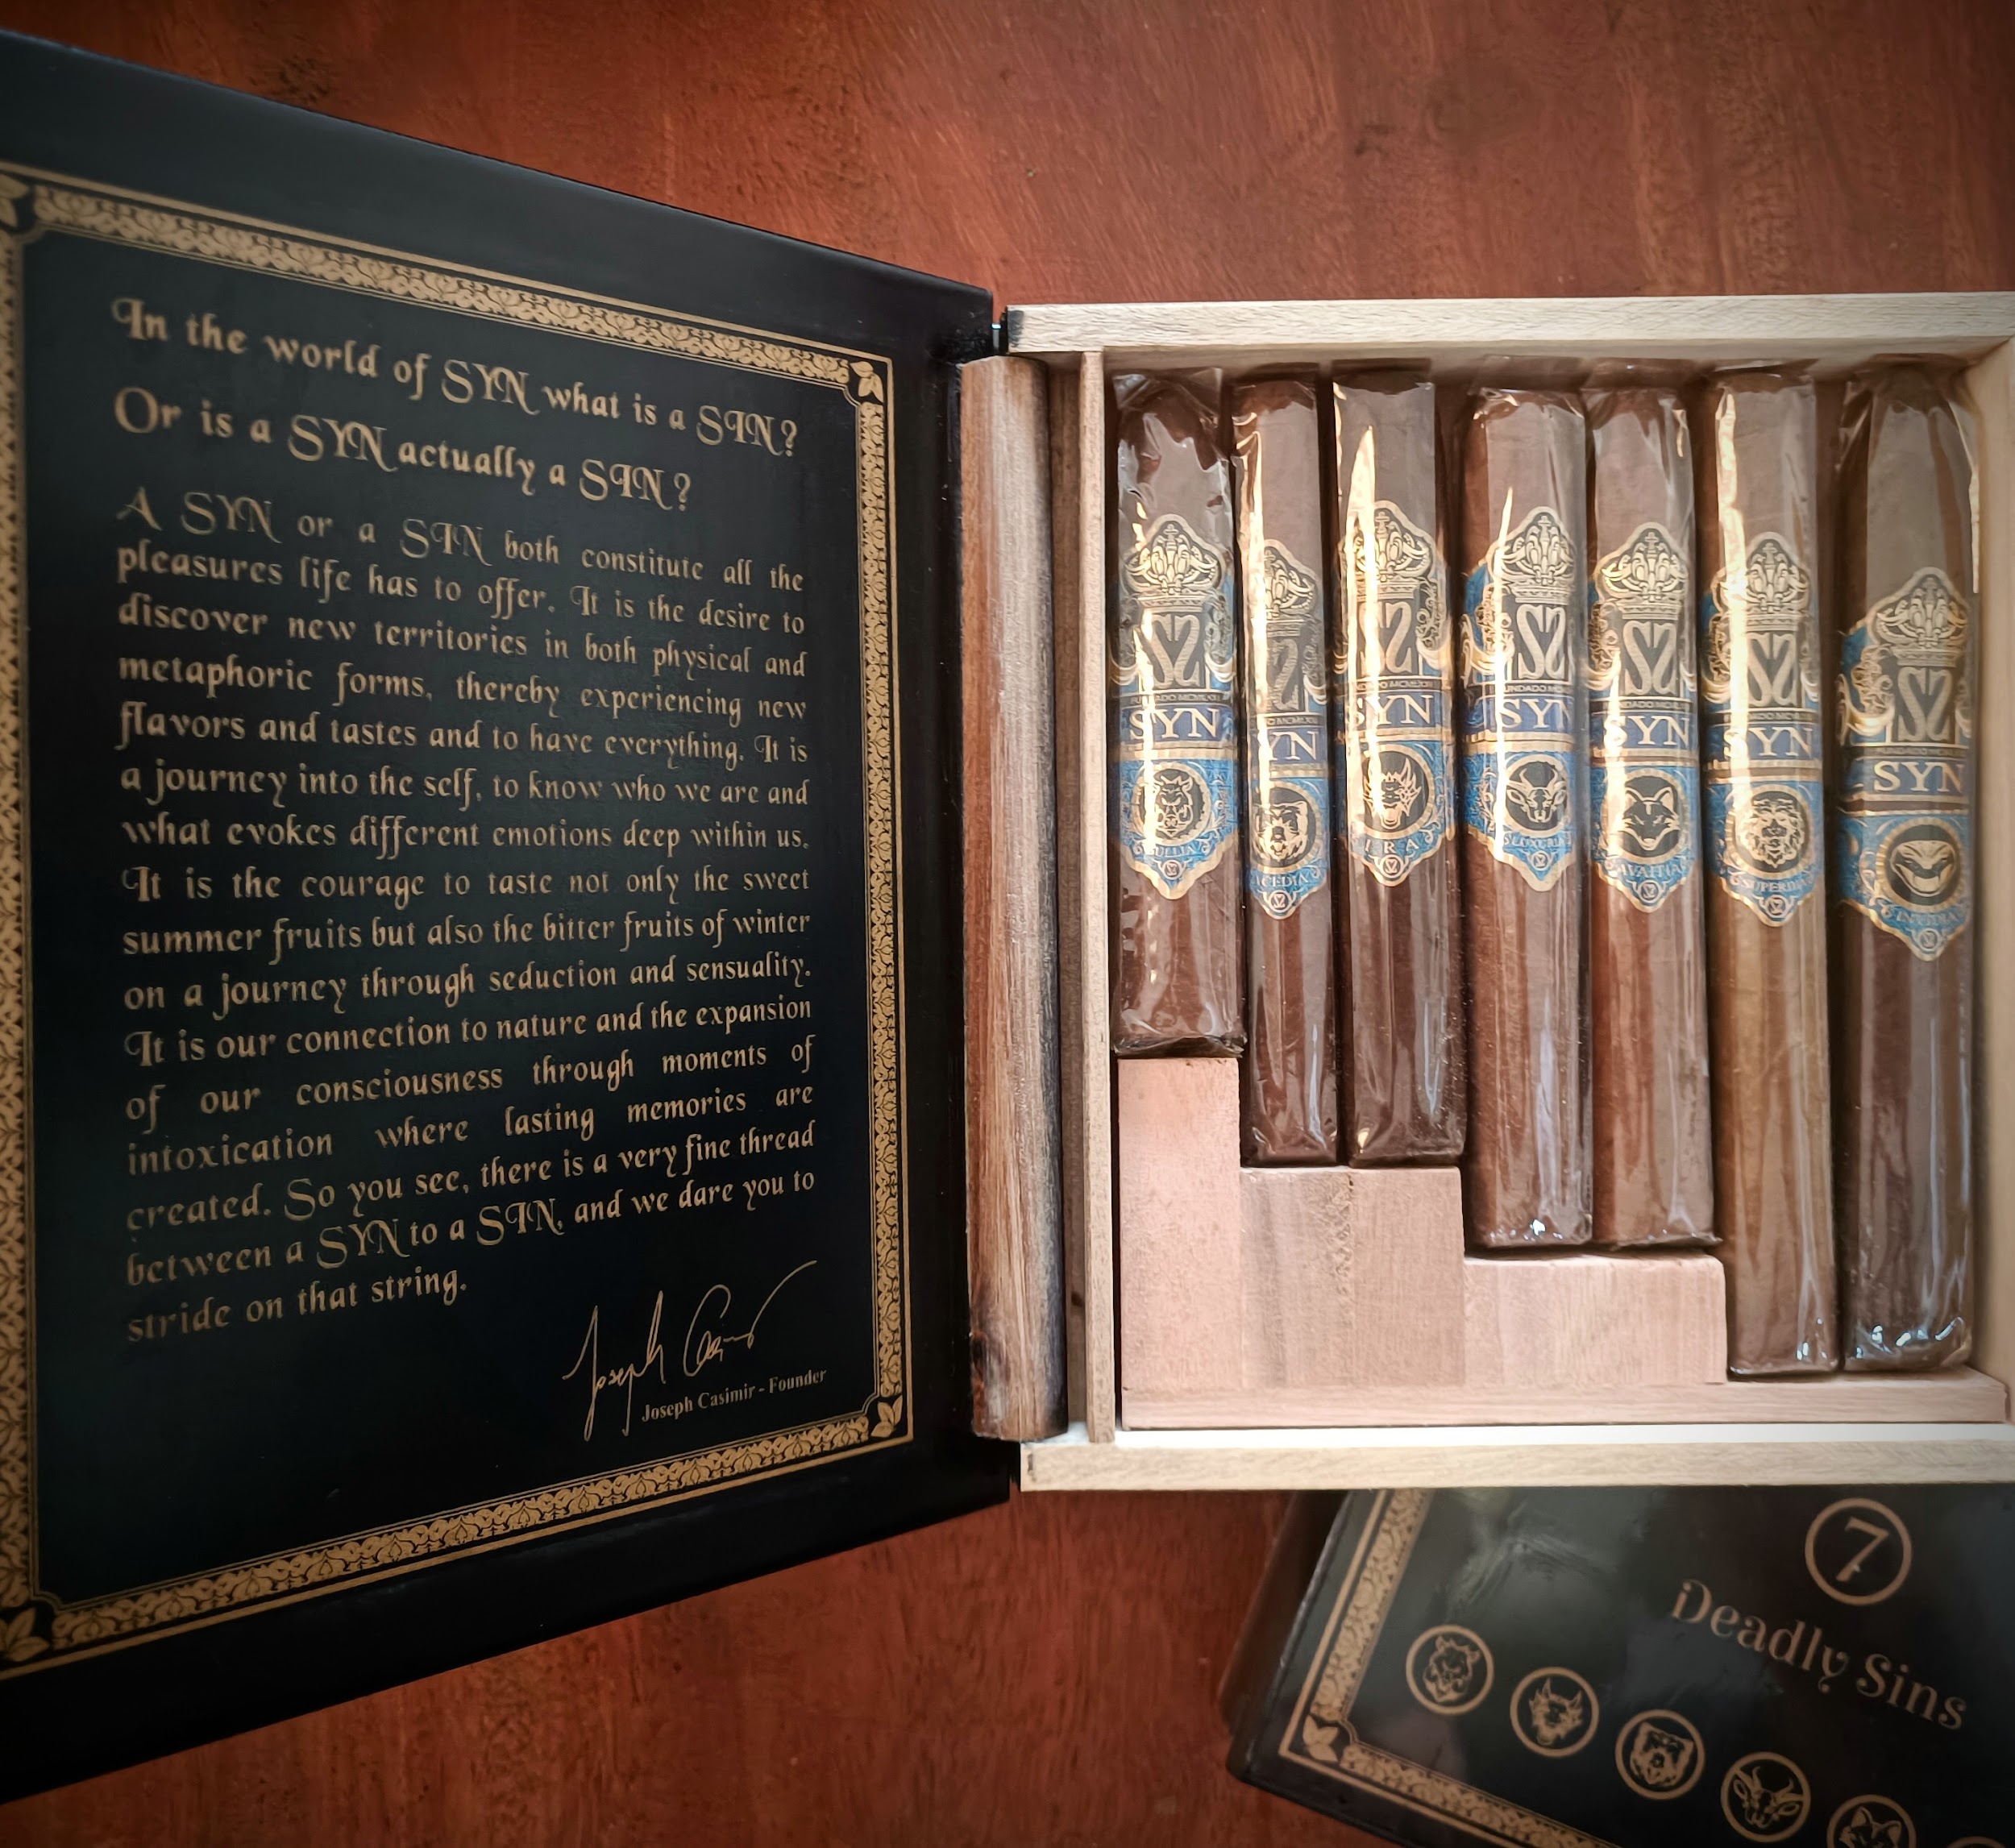 In the world of SYN what is a SIN?
Or is a SYN actually a SIN?
A SYN or a SIN both constitute all the
pleasures life has to offer. It is the desire to
discover new territories in both physical and
metaphoric forms, thereby experiencing new
flavors and tastes and to have everything. It is
a journey into the self, to know who we are and
what evokes different emotions deep within us.
It is the courage to taste not only the sweet
summer fruits but also the bitter fruits of winter
on a journey through seduction and sensuality.
It is our connection to nature and the expansion
of our consciousness through moments of
intoxication where lasting memories are
created. So you see, there is a very fine thread
between a SYN to a SIN, and we dare you to
stride on that string.
Joseph Casimir
Joseph Casimir - Founder
SYN
YN
CEDIA
SYN
IRA
SYN
SYN
AVARITIA
SYN
SUPERBIA
SYN
INVIDIA
7
Deadly Sins